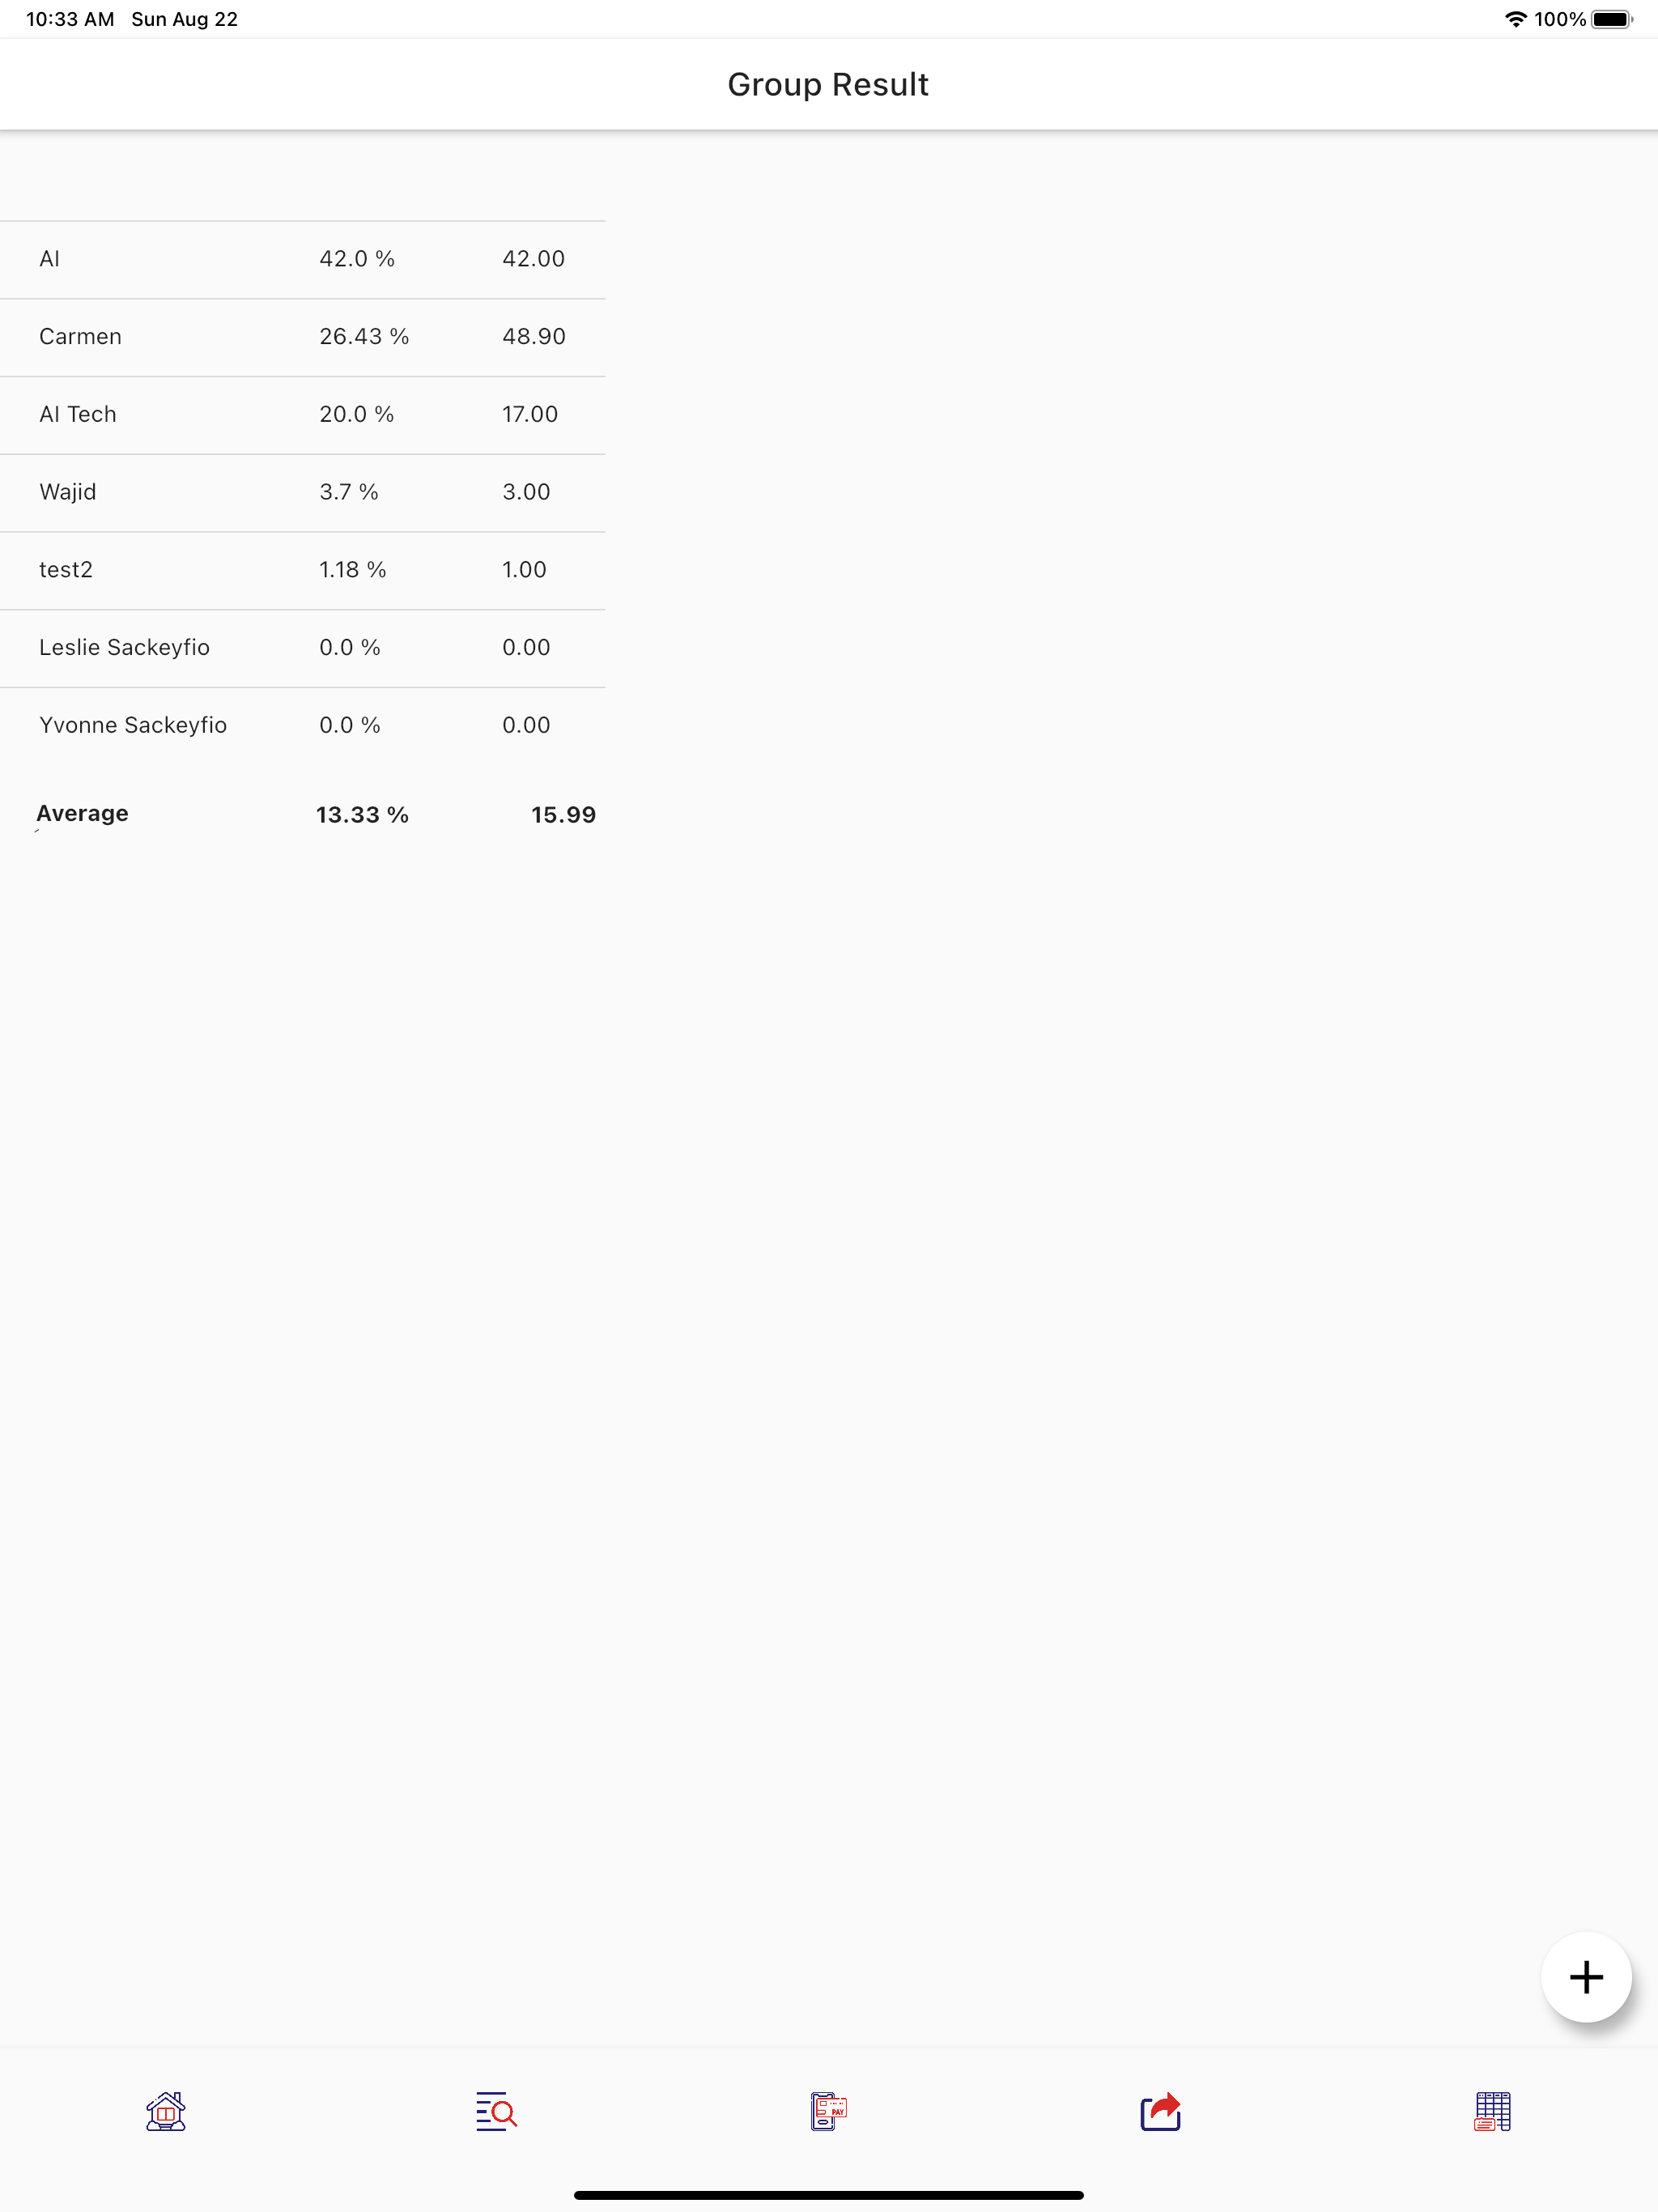 10:33 AM Sun Aug 22 100%
Group Result
AI 42.0 % 42.00
Carmen 26.43 % 48.90
AI Tech 20.0 % 17.00
Wajid 3.7 % 3.00
test2 1.18 % 1.00
Leslie Sackeyfio 0.0 % 0.00
Yvonne Sackeyfio 0.0 % 0.00
Average 13.33 % 15.99
PAY